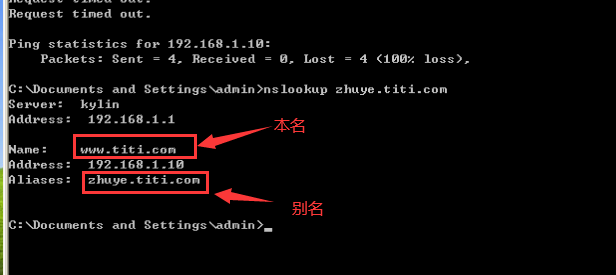 Request timed out.
Request timed out.
Ping statistics for 192.168.1.10:
Packets: Sent = 4, Received = 0, Lost = 4 (100% loss),
C:\Documents and Settings\admin>nslookup zhuye.titi.com
Server: kylin
Address: 192.168.1.1
本名
Name: www.titi.com
Address: 192.168.1.10
Aliases: zhuye.titi.com
别名
C:\Documents and Settings\admin>_